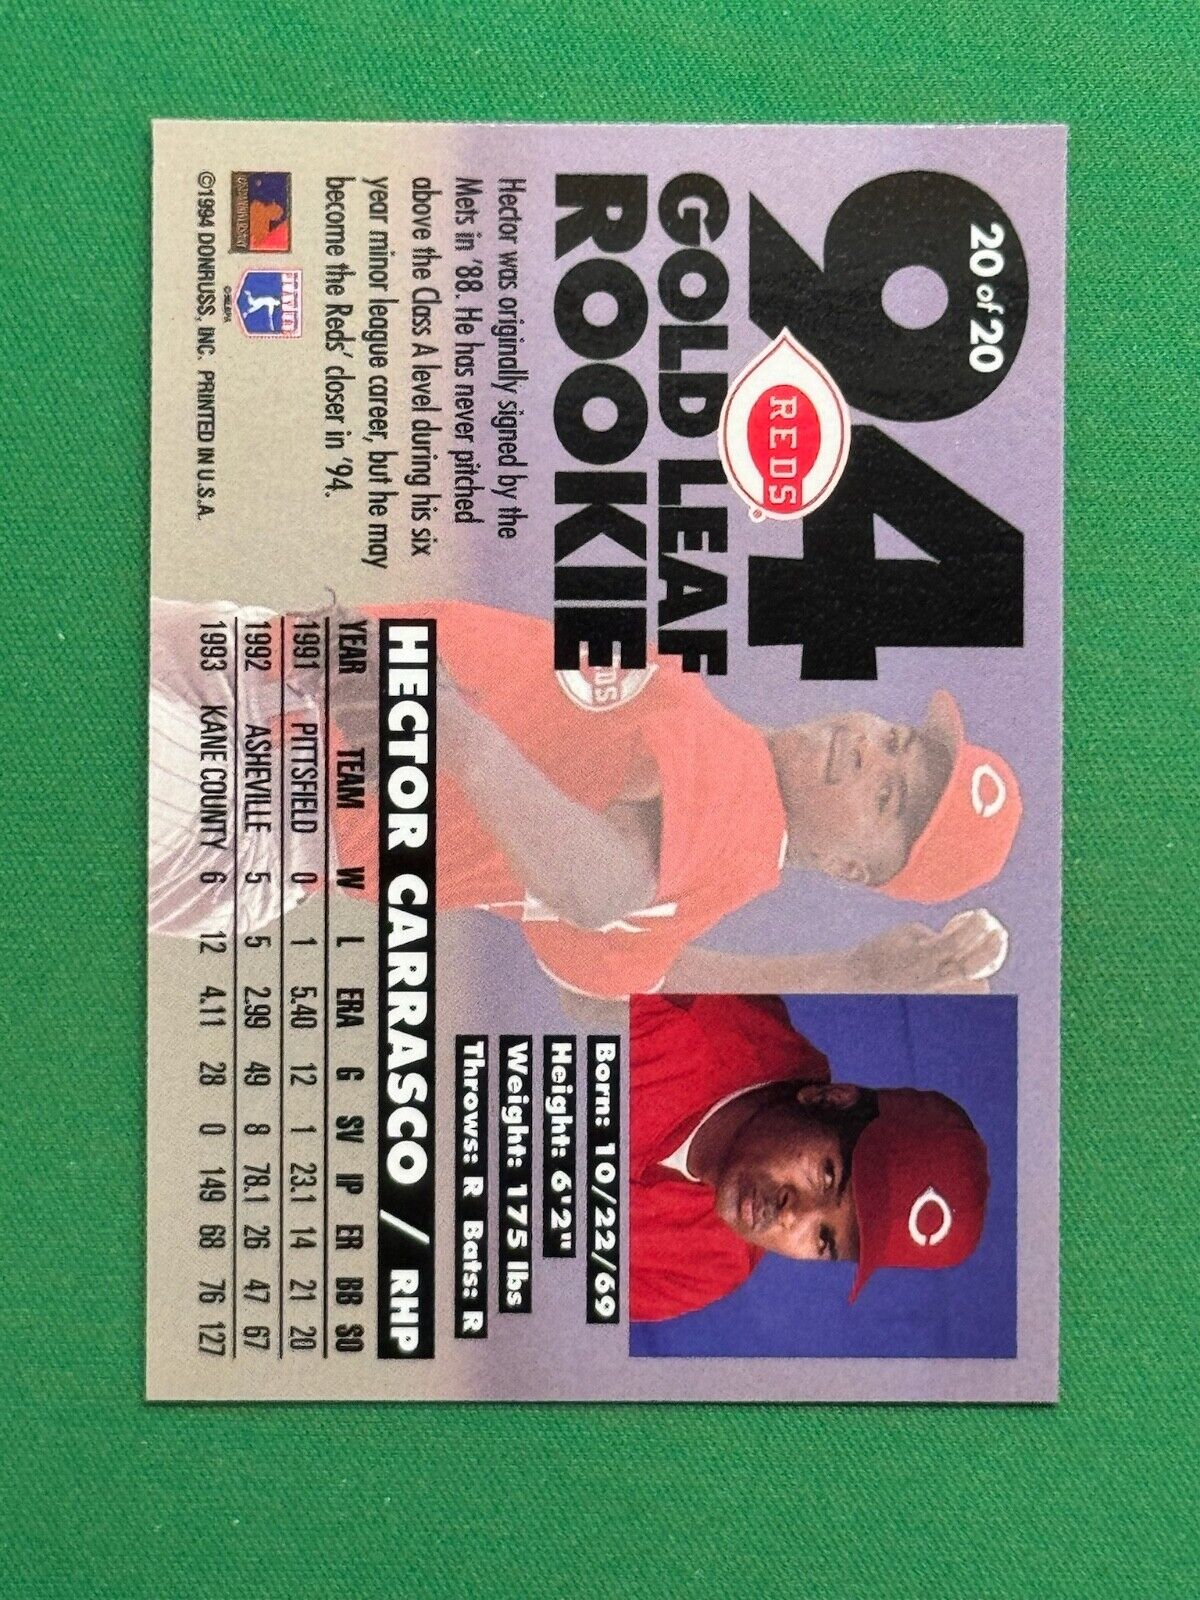 20 of 20
94
REDS
GOLD LEAF
ROOKIE
Hector was originally signed by the
Mets in '88. He has never pitched
above the Class A level during his six
year minor league career, but he may
become the Reds' closer in '94.
©1994 DONRUSS, INC. PRINTED IN U.S.A.
C
C
Born: 10/22/69
Height: 6'2"
Weight: 175 lbs
Throws: R Bats: R
HECTOR CARRASCO / RHP
YEAR TEAM W L ERA G SV IP ER BB SO
1991 PITTSFIELD 0 1 5.40 12 1 23.1 14 21 20
1992 ASHEVILLE 5 5 2.99 49 8 78.1 26 47 67
1993 KANE COUNTY 6 12 4.11 28 0 149 68 76 127